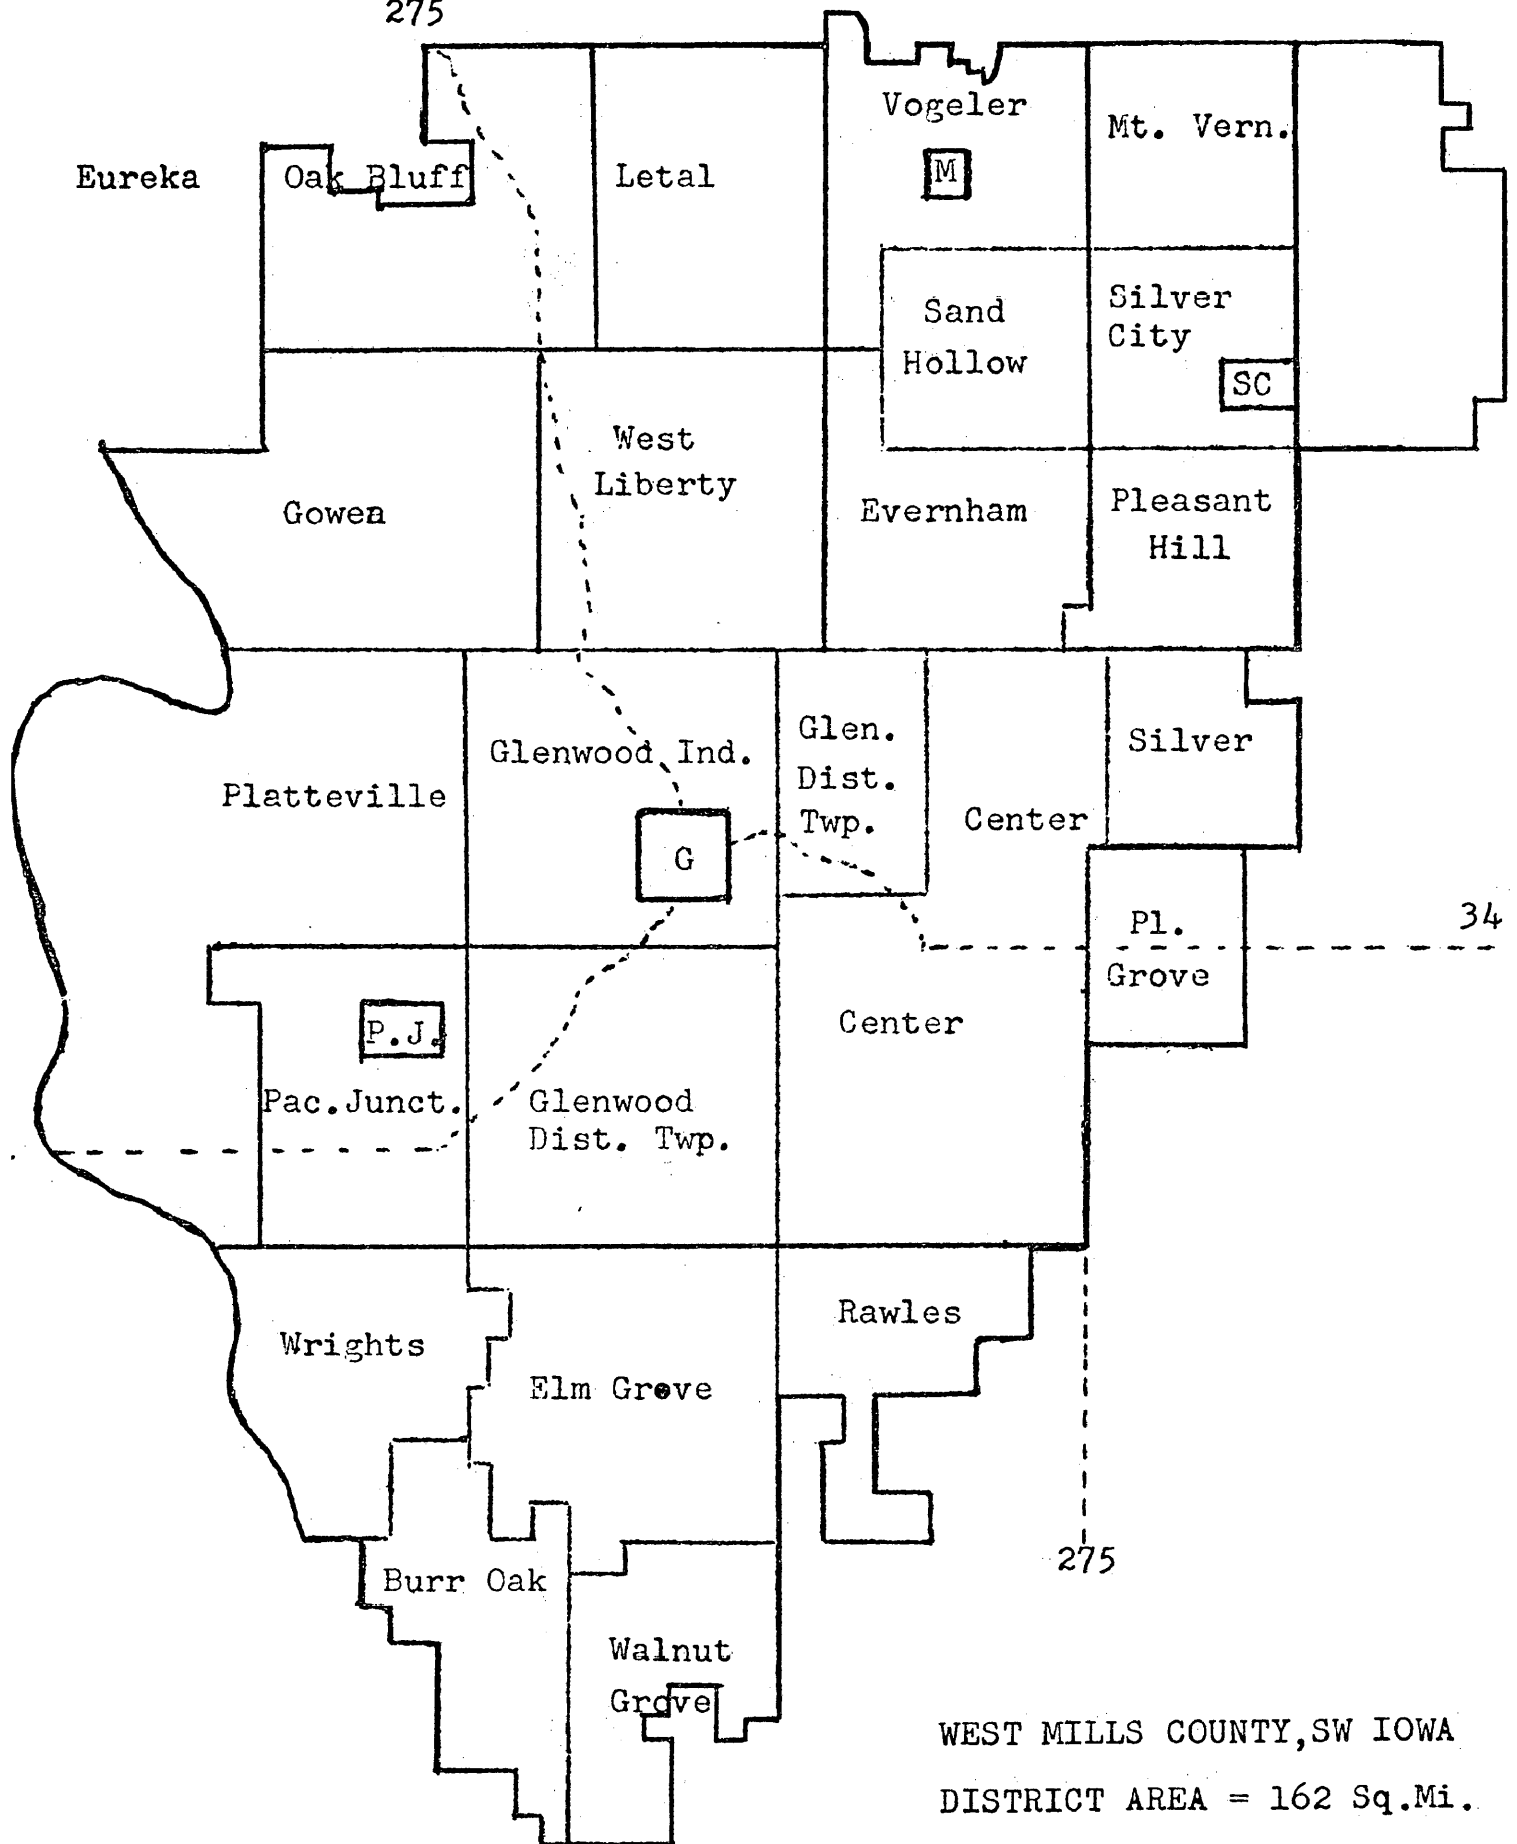 275
Vogeler
Mt. Vern.
Eureka
Oak Bluff
Letal
M
Sand
Hollow
Silver
City
SC
West
Liberty
Gowen
Evernham
Pleasant
Hill
Glenwood Ind.
Glen.
Dist.
Twp.
Silver
Platteville
Center
G
Pl.
Grove
34
P.J.
Center
Pac.Junct.
Glenwood
Dist. Twp.
Rawles
Wrights
Elm Grove
275
Burr Oak
Walnut
Grove
WEST MILLS COUNTY,SW IOWA
DISTRICT AREA = 162 Sq.Mi.